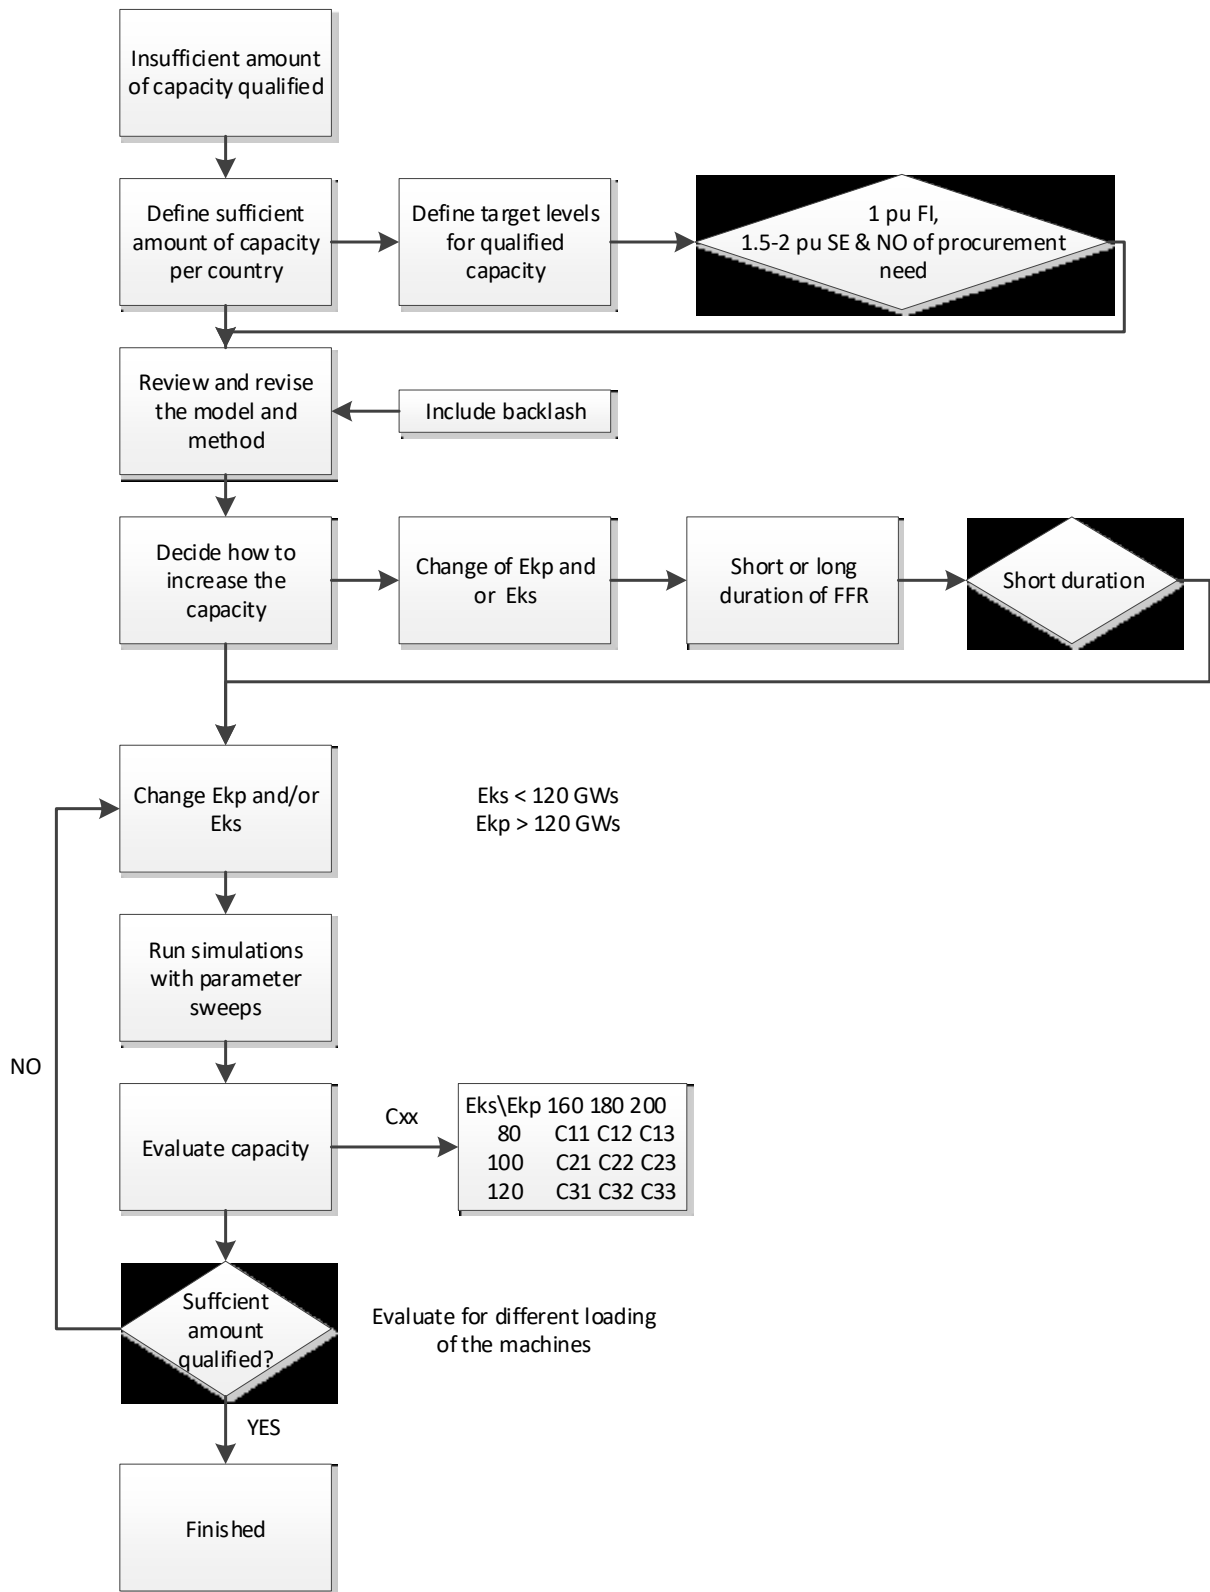 Insufficient amount
of capacity qualified
Define sufficient
amount of capacity
per country
Define target levels
for qualified
capacity
1 pu FI,
1.5-2 pu SE & NO of procurement
need
Review and revise
the model and
method
Include backlash
Decide how to
increase the
capacity
Change of Ekp and
or Eks
Short or long
duration of FFR
Short duration
Change Ekp and/or
Eks
Eks < 120 GWs
Ekp > 120 GWs
Run simulations
with parameter
sweeps
NO
Evaluate capacity
Cxx
Eks\Ekp 160 180 200
80 C11 C12 C13
100 C21 C22 C23
120 C31 C32 C33
Suffcient
amount
qualified?
Evaluate for different loading
of the machines
YES
Finished